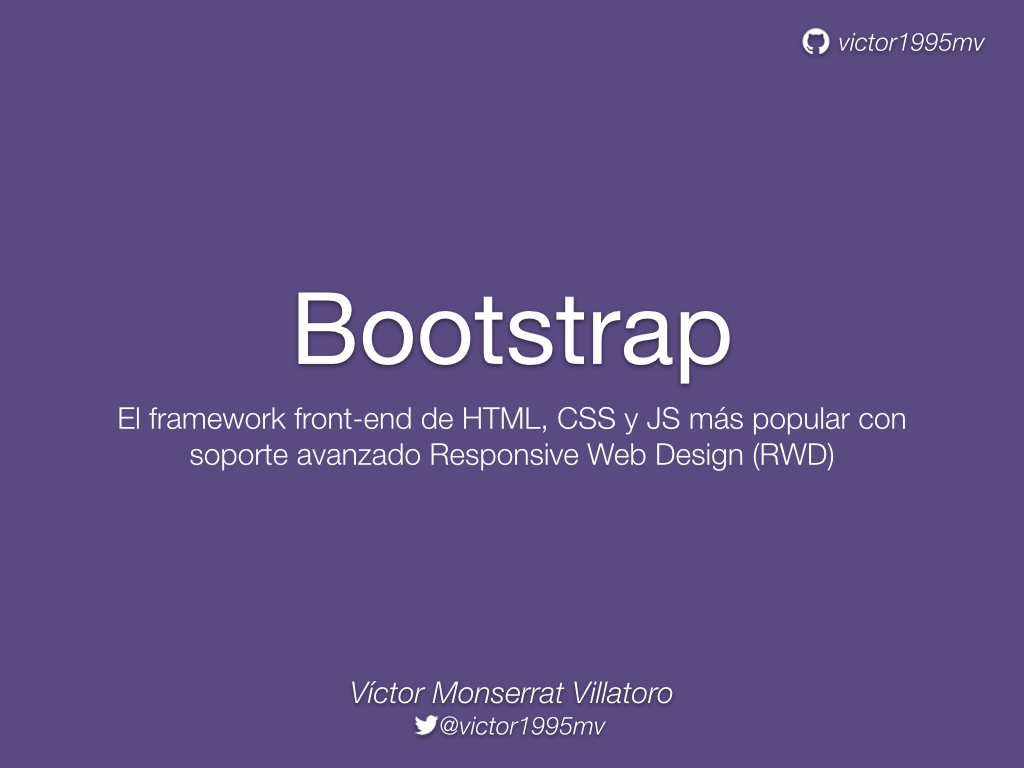 victor1995mv
Bootstrap
El framework front-end de HTML, CSS y JS más popular con
soporte avanzado Responsive Web Design (RWD)
Víctor Monserrat Villatoro
@victor1995mv